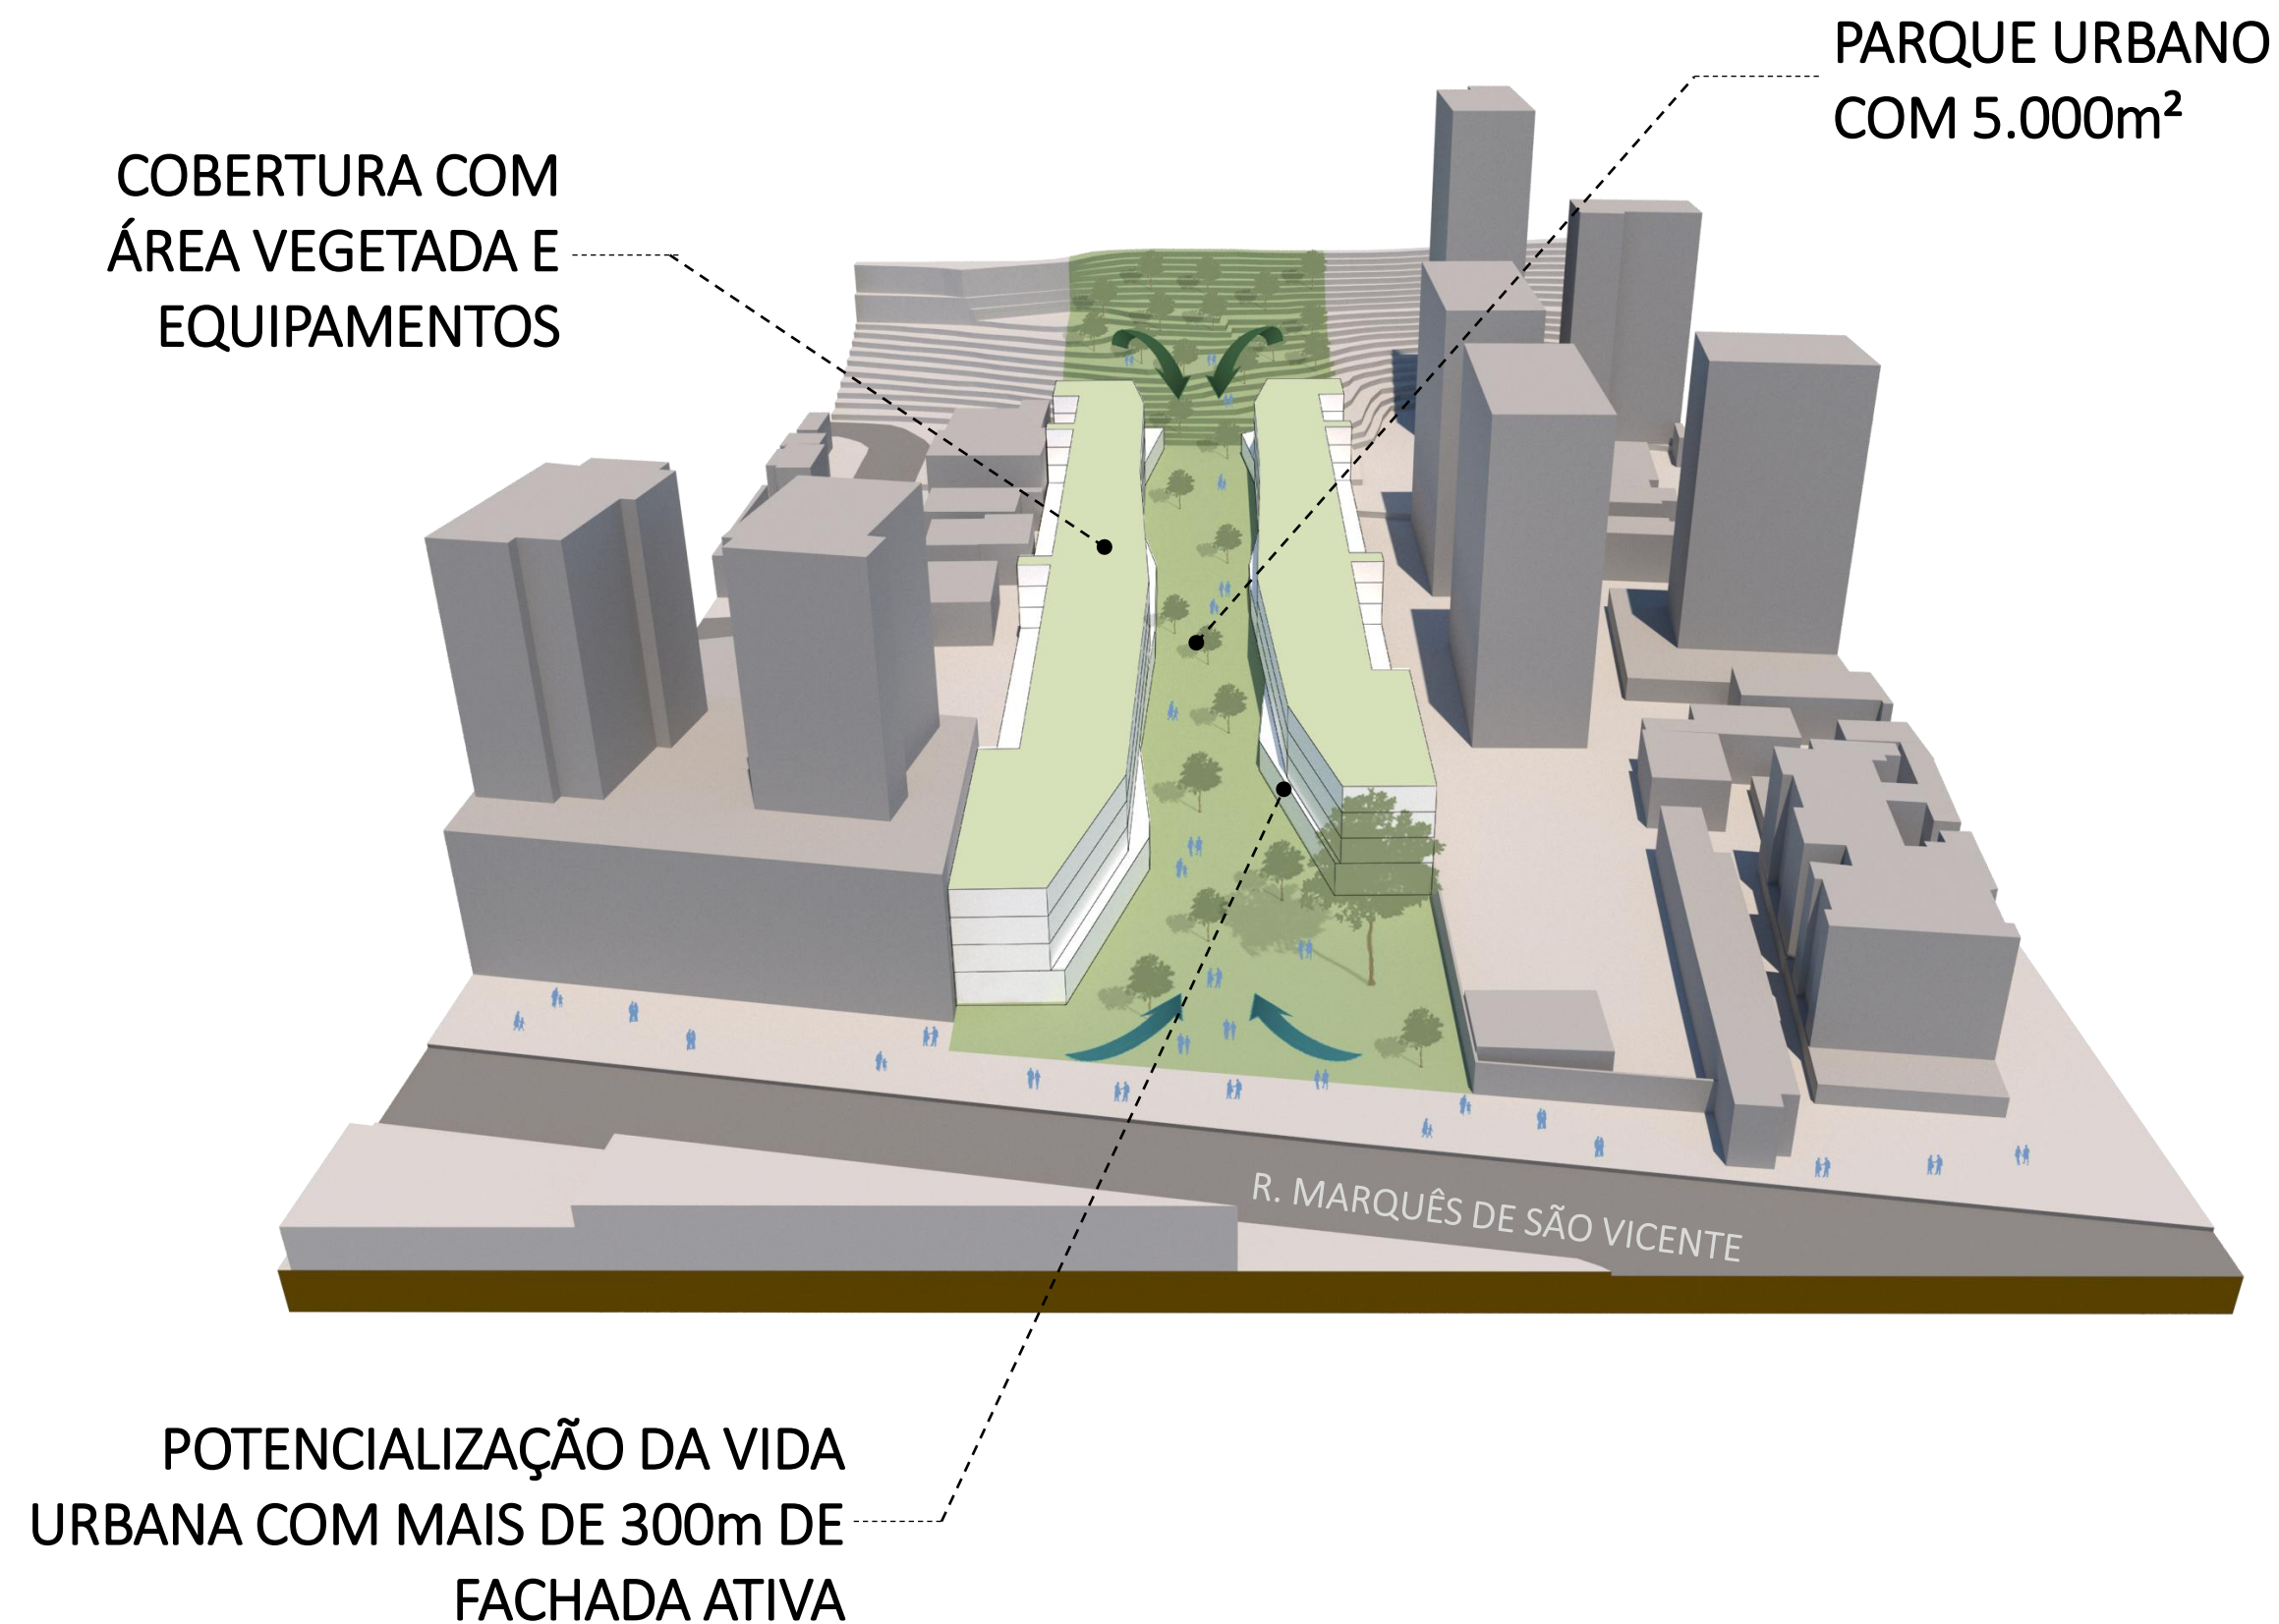 PARQUE URBANO
COM 5.000m²
COBERTURA COM
ÁREA VEGETADA E
EQUIPAMENTOS
R. MARQUÊS DE SÃO VICENTE
POTENCIALIZAÇÃO DA VIDA
URBANA COM MAIS DE 300m DE
FACHADA ATIVA